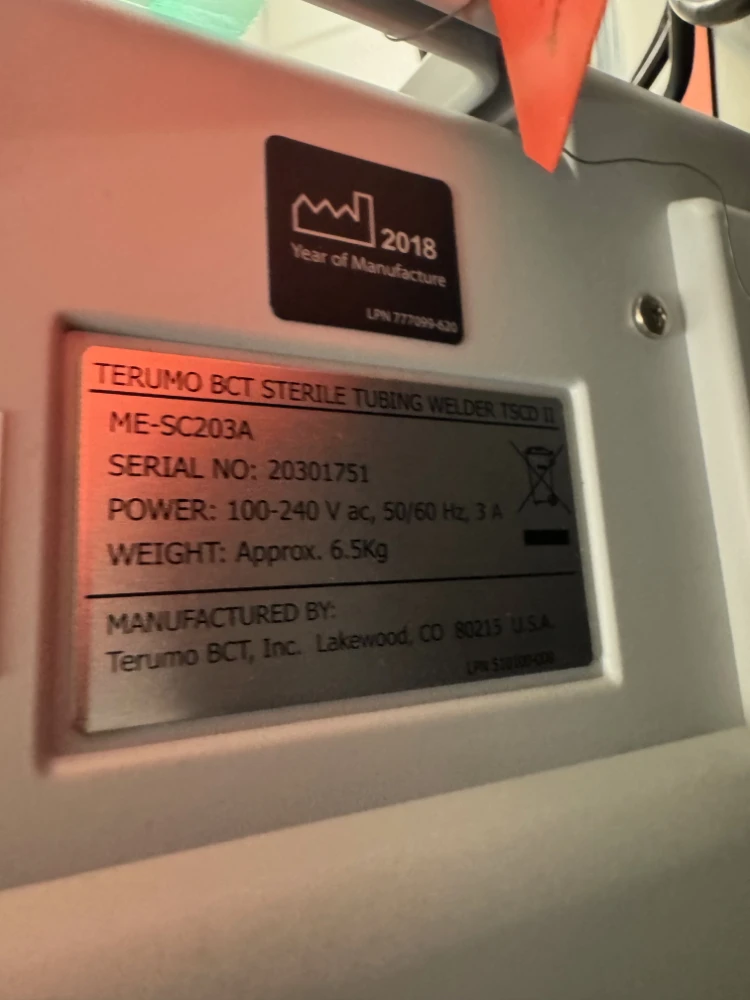 2018
Year of Manufacture
LPN 777099-620
TERUMO BCT STERILE TUBING WELDER TSCD II
ME-SC203A
SERIAL NO: 20301751
POWER: 100-240 V ac, 50/60 Hz, 3 A
WEIGHT: Approx. 6.5Kg
MANUFACTURED BY:
Terumo BCT, Inc. Lakewood, CO 80215 U.S.A.
LPN